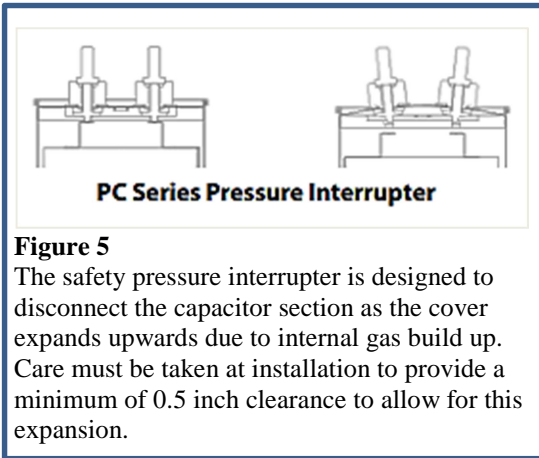 PC Series Pressure Interrupter
Figure 5
The safety pressure interrupter is designed to
disconnect the capacitor section as the cover
expands upwards due to internal gas build up.
Care must be taken at installation to provide a
minimum of 0.5 inch clearance to allow for this
expansion.